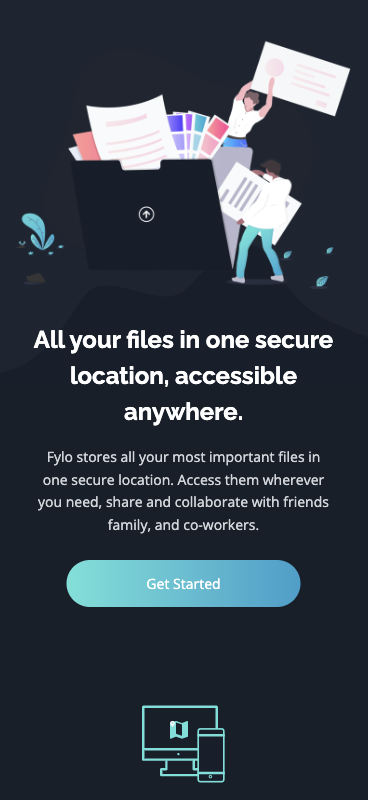 All your files in one secure
location, accessible
anywhere.
Fylo stores all your most important files in
one secure location. Access them wherever
you need, share and collaborate with friends
family, and co-workers.
Get Started